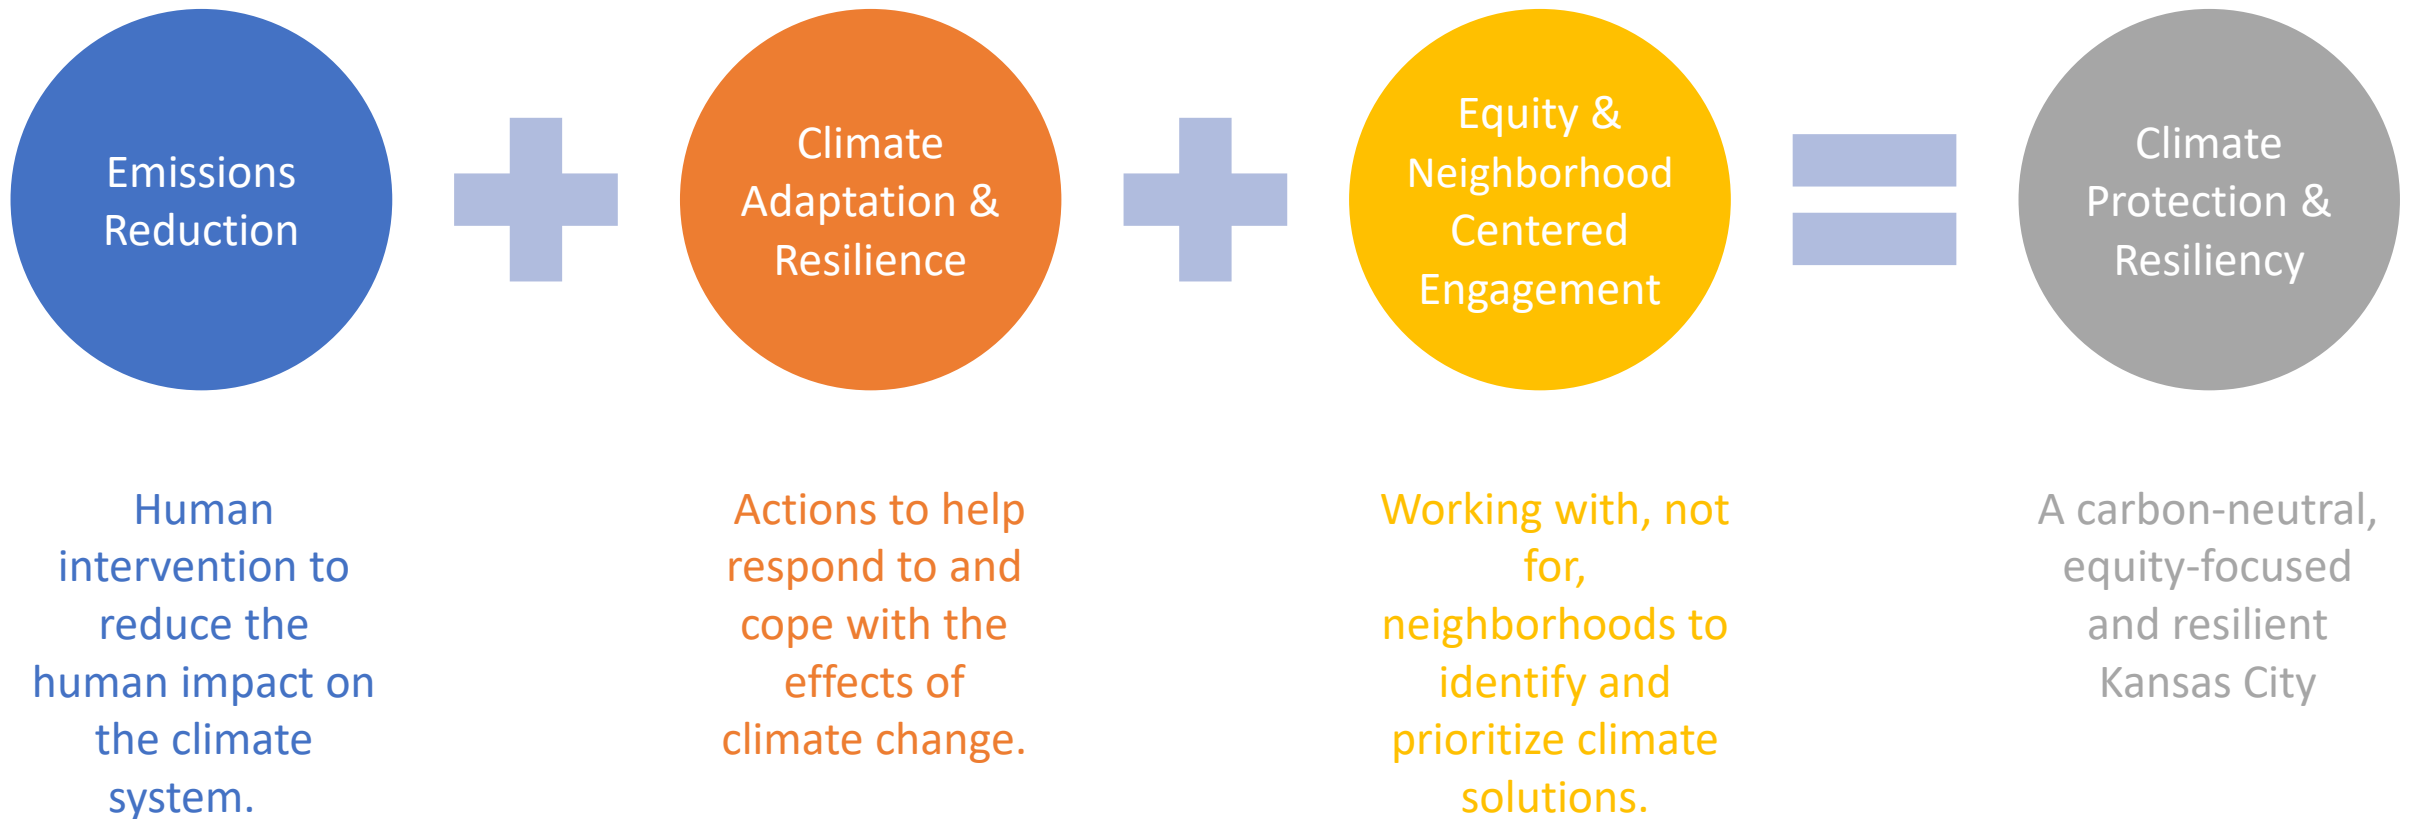 Emissions
Reduction
Climate
Adaptation &
Resilience
Equity &
Neighborhood
Centered
Engagement
Climate
Protection &
Resiliency
Human
intervention to
reduce the
human impact on
the climate
system.
Actions to help
respond to and
cope with the
effects of
climate change.
Working with, not
for,
neighborhoods to
identify and
prioritize climate
solutions.
A carbon-neutral,
equity-focused
and resilient
Kansas City